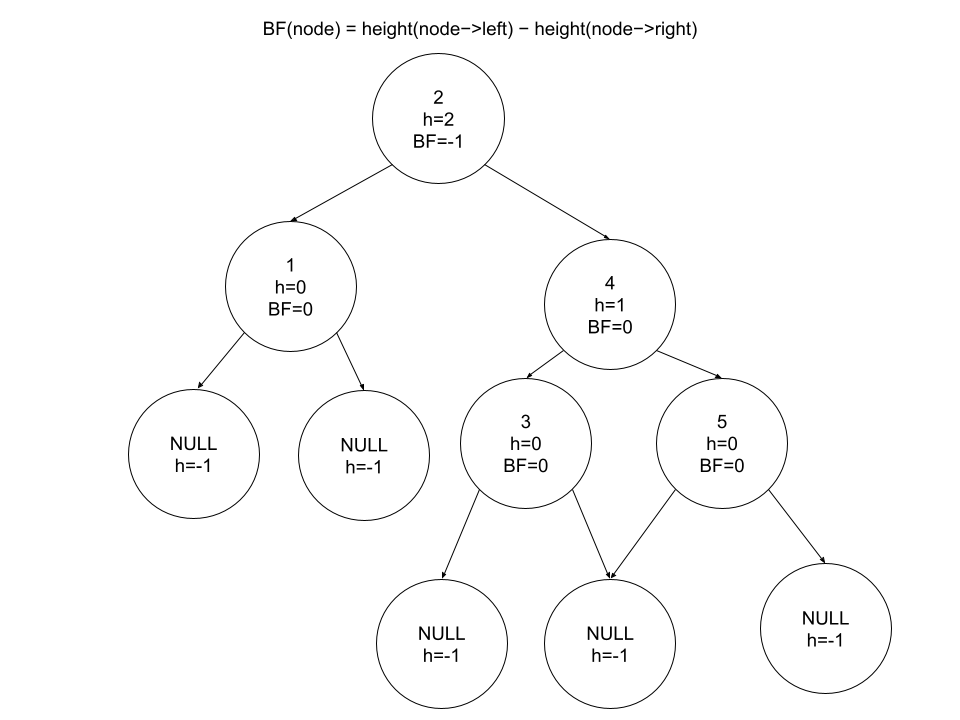 BF(node) = height(node−>left) − height(node−>right)
2
h=2
BF=-1
1
h=0
BF=0
4
h=1
BF=0
NULL
h=-1
NULL
h=-1
3
h=0
BF=0
5
h=0
BF=0
NULL
h=-1
NULL
h=-1
NULL
h=-1